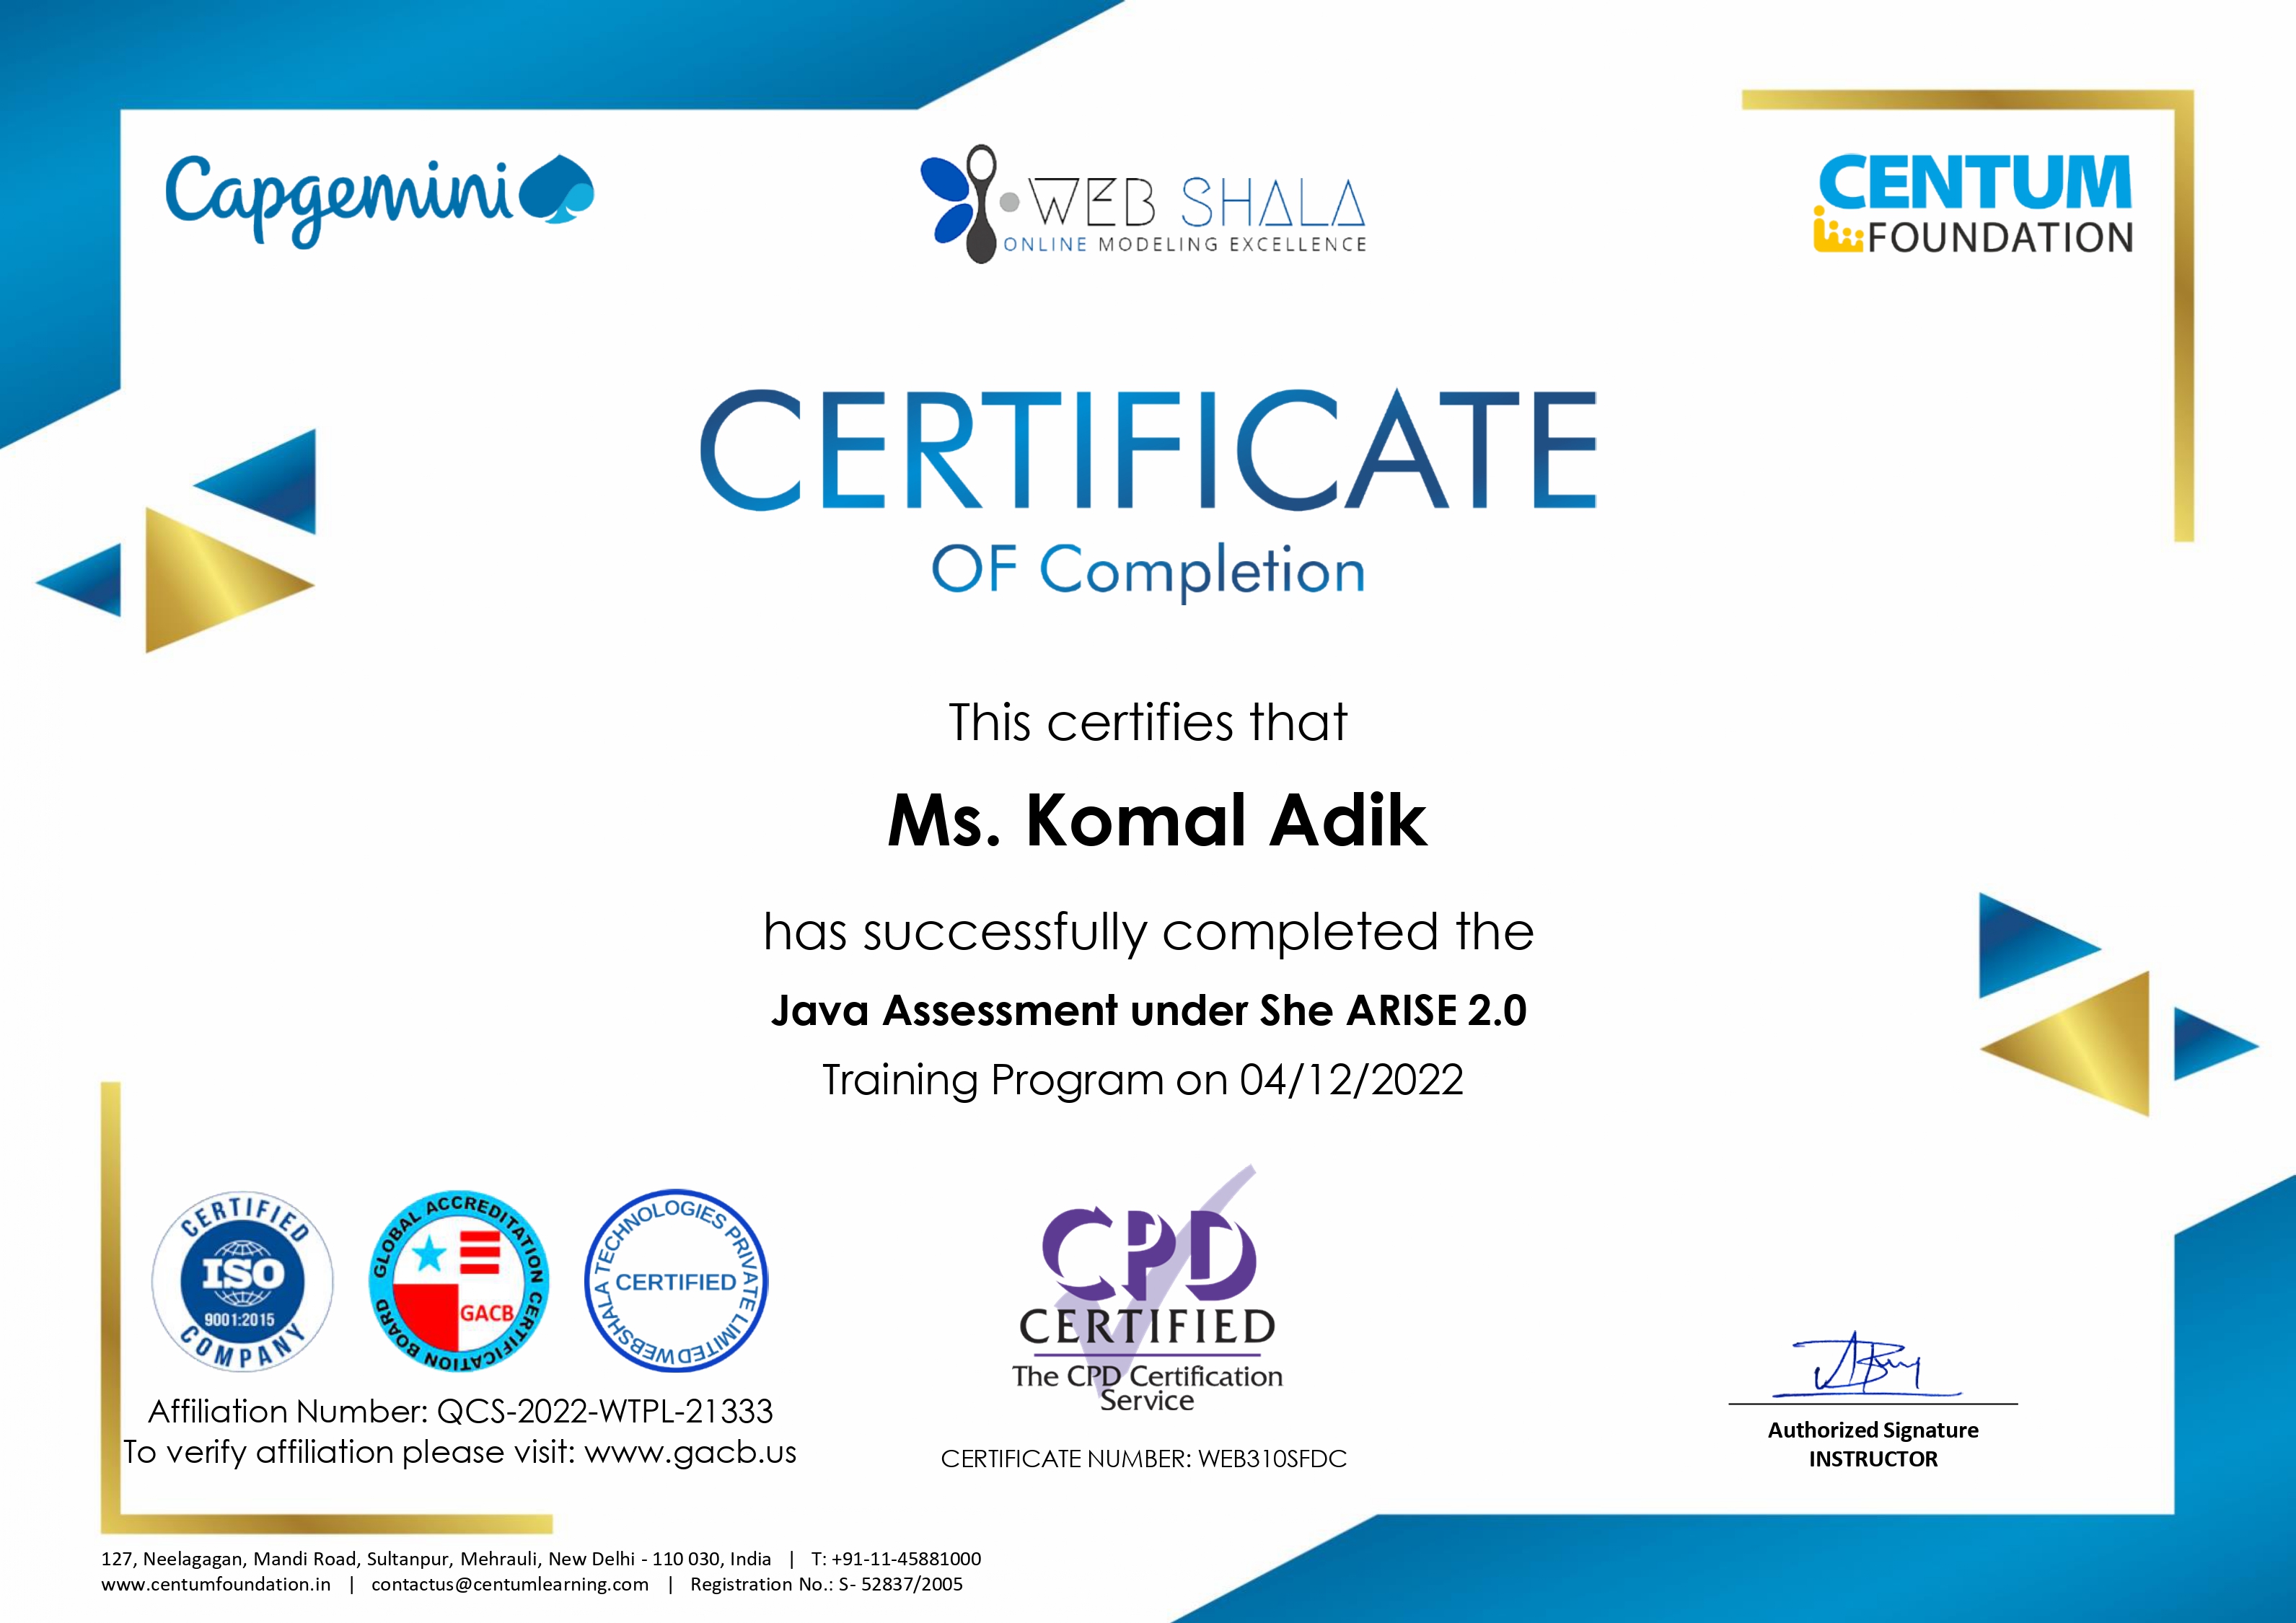 Capgemini
WEB SHALA
ONLINE MODELING EXCELLENCE
CENTUM
FOUNDATION
CERTIFICATE
OF Completion
This certifies that
Ms. Komal Adik
has successfully completed the
Java Assessment under She ARISE 2.0
Training Program on 04/12/2022
CERTIFIED
ISO
9001:2015
COMPANY
GLOBAL ACCREDITATION CERTIFICATION BOARD
GACB
WEBSHALA TECHNOLOGIES PRIVATE LIMITED
CERTIFIED
CPD
CERTIFIED
The CPD Certification
Service
Affiliation Number: QCS-2022-WTPL-21333
To verify affiliation please visit: www.gacb.us
CERTIFICATE NUMBER: WEB310SFDC
Authorized Signature
INSTRUCTOR
127, Neelagagan, Mandi Road, Sultanpur, Mehrauli, New Delhi - 110 030, India | T: +91-11-45881000
www.centumfoundation.in | contactus@centumlearning.com | Registration No.: S- 52837/2005